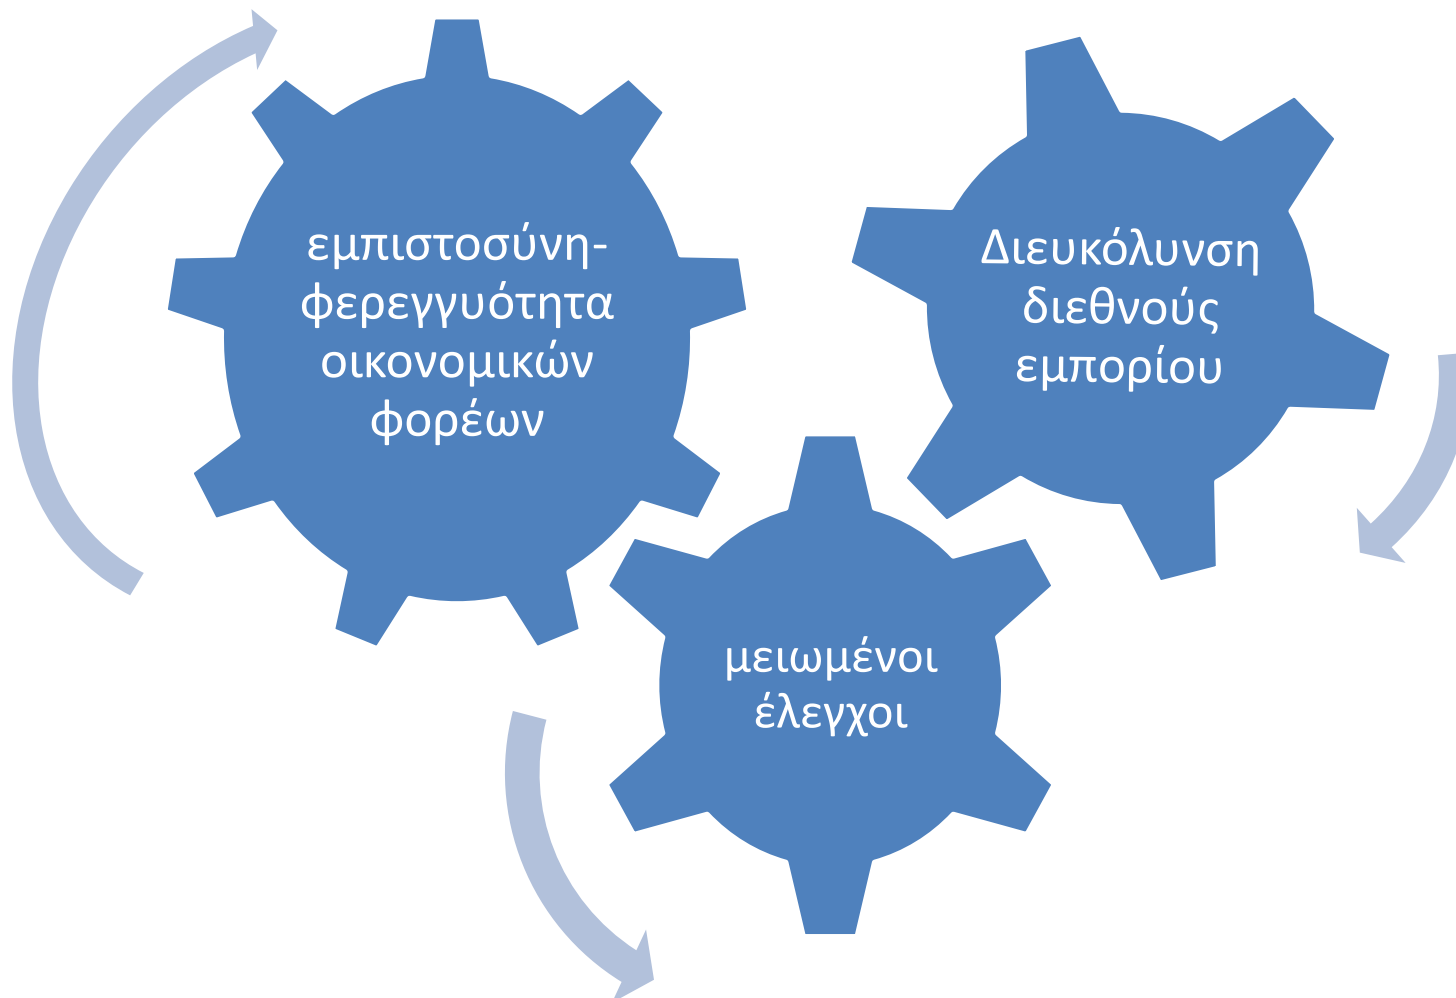 εμπιστοσύνη-
φερεγγυότητα
οικονομικών
φορέων
Διευκόλυνση
διεθνούς
εμπορίου
μειωμένοι
έλεγχοι